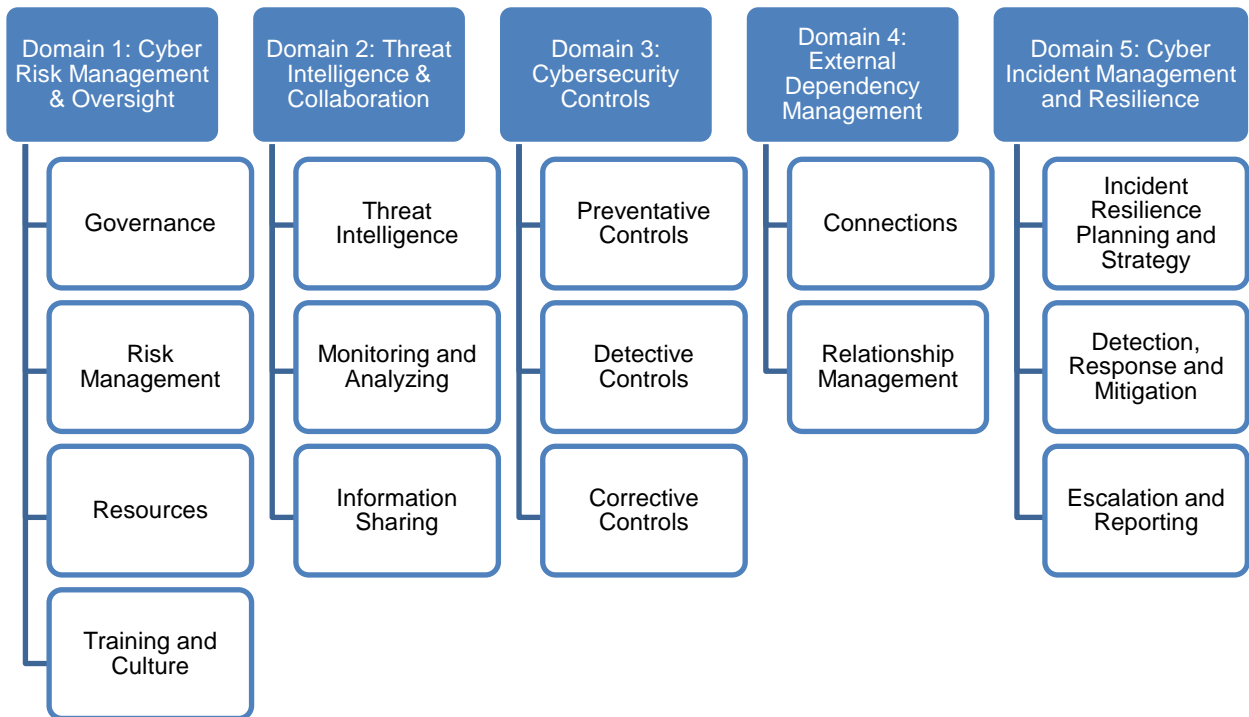 Domain 1: Cyber
Risk Management
& Oversight
Governance
Risk
Management
Resources
Training and
Culture
Domain 2: Threat
Intelligence &
Collaboration
Threat
Intelligence
Monitoring and
Analyzing
Information
Sharing
Domain 3:
Cybersecurity
Controls
Preventative
Controls
Detective
Controls
Corrective
Controls
Domain 4:
External
Dependency
Management
Connections
Relationship
Management
Domain 5: Cyber
Incident Management
and Resilience
Incident
Resilience
Planning and
Strategy
Detection,
Response and
Mitigation
Escalation and
Reporting